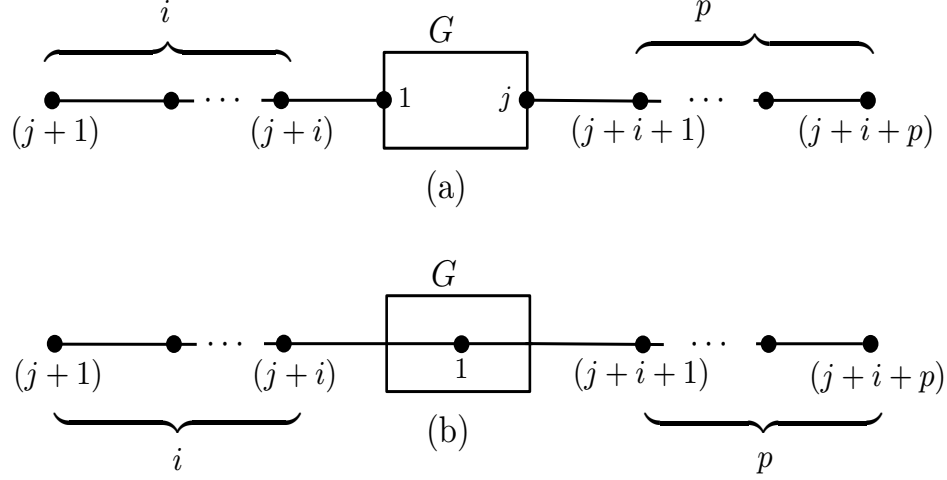 i p
G
1 j
(j + 1) · · · (j + i) (j + i + 1) · · · (j + i + p)
(a)
G
· · · · · ·
(j + 1) (j + i) 1 (j + i + 1) (j + i + p)
i (b) p